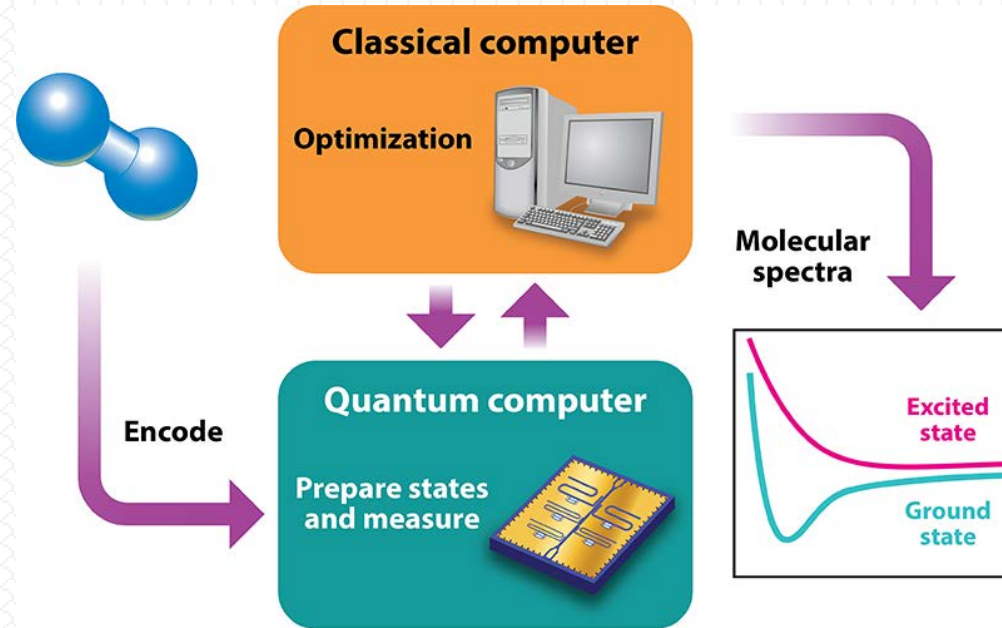 Classical computer
Optimization
Molecular
spectra
Encode
Quantum computer
Prepare states
and measure
Excited
state
Ground
state